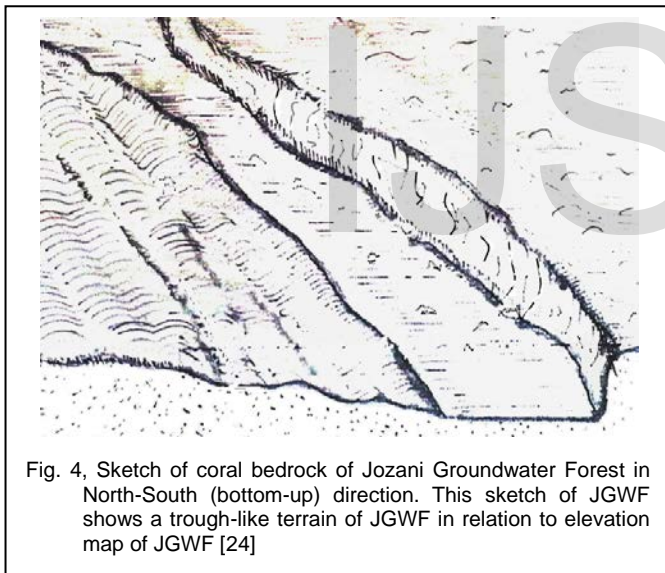 IJS
Fig. 4, Sketch of coral bedrock of Jozani Groundwater Forest in
North-South (bottom-up) direction. This sketch of JGWF
shows a trough-like terrain of JGWF in relation to elevation
map of JGWF [24]